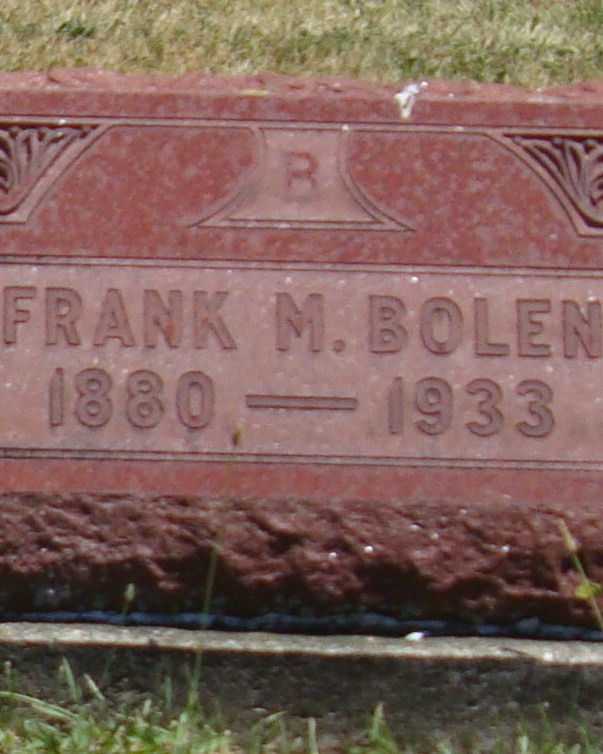 B
FRANK M. BOLEN
1880 — 1933